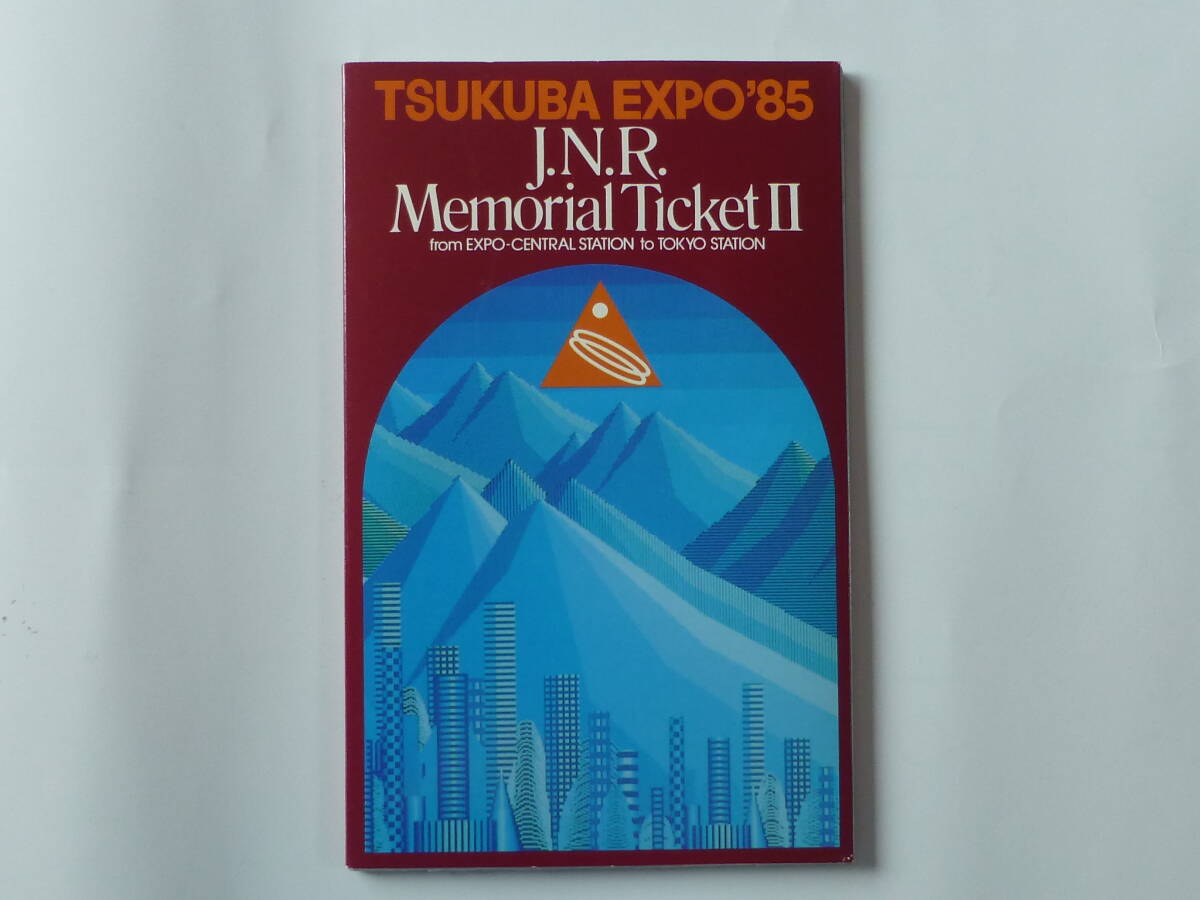 TSUKUBA EXPO'85
J.N.R.
Memorial Ticket II
from EXPO-CENTRAL STATION to TOKYO STATION